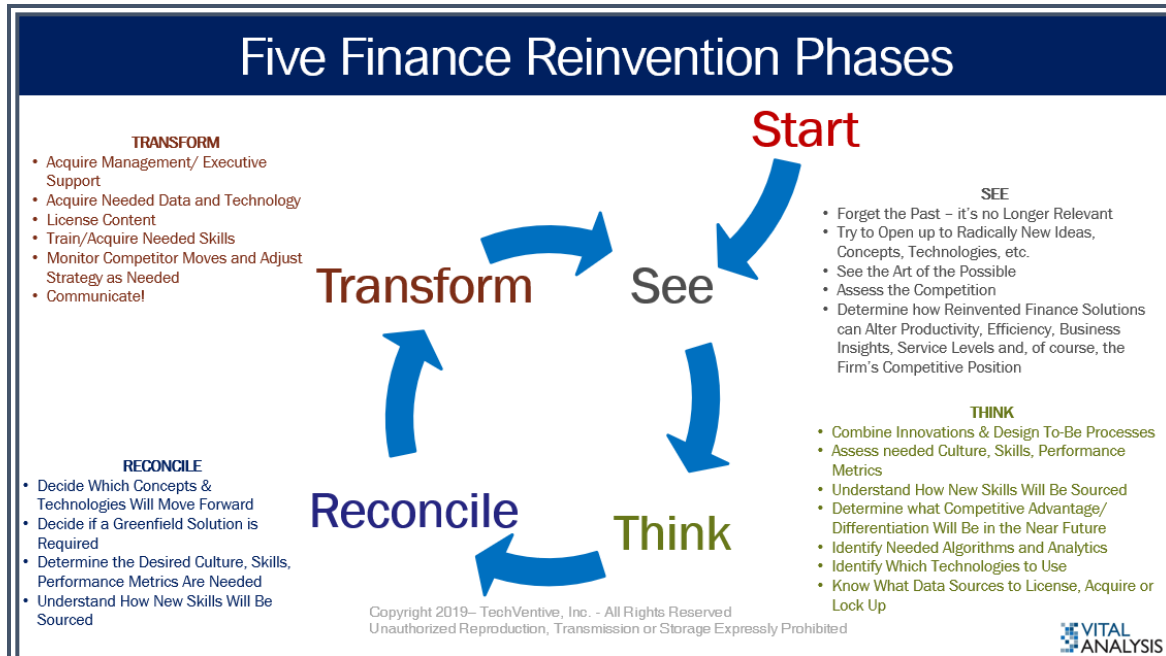 Five Finance Reinvention Phases
Start
TRANSFORM
• Acquire Management/ Executive
Support
• Acquire Needed Data and Technology
• License Content
• Train/Acquire Needed Skills
• Monitor Competitor Moves and Adjust
Strategy as Needed
• Communicate!
SEE
• Forget the Past – it's no Longer Relevant
• Try to Open up to Radically New Ideas,
Concepts, Technologies, etc.
• See the Art of the Possible
• Assess the Competition
• Determine how Reinvented Finance Solutions
can Alter Productivity, Efficiency, Business
Insights, Service Levels and, of course, the
Firm's Competitive Position
Transform
See
THINK
• Combine Innovations & Design To-Be Processes
• Assess needed Culture, Skills, Performance
Metrics
• Understand How New Skills Will Be Sourced
• Determine what Competitive Advantage/
Differentiation Will Be in the Near Future
• Identify Needed Algorithms and Analytics
• Identify Which Technologies to Use
• Know What Data Sources to License, Acquire or
Lock Up
RECONCILE
• Decide Which Concepts &
Technologies Will Move Forward
• Decide if a Greenfield Solution is
Required
• Determine the Desired Culture, Skills,
Performance Metrics Are Needed
• Understand How New Skills Will Be
Sourced
Reconcile
Think
Copyright 2019– TechVentive, Inc. - All Rights Reserved
Unauthorized Reproduction, Transmission or Storage Expressly Prohibited
VITAL
ANALYSIS